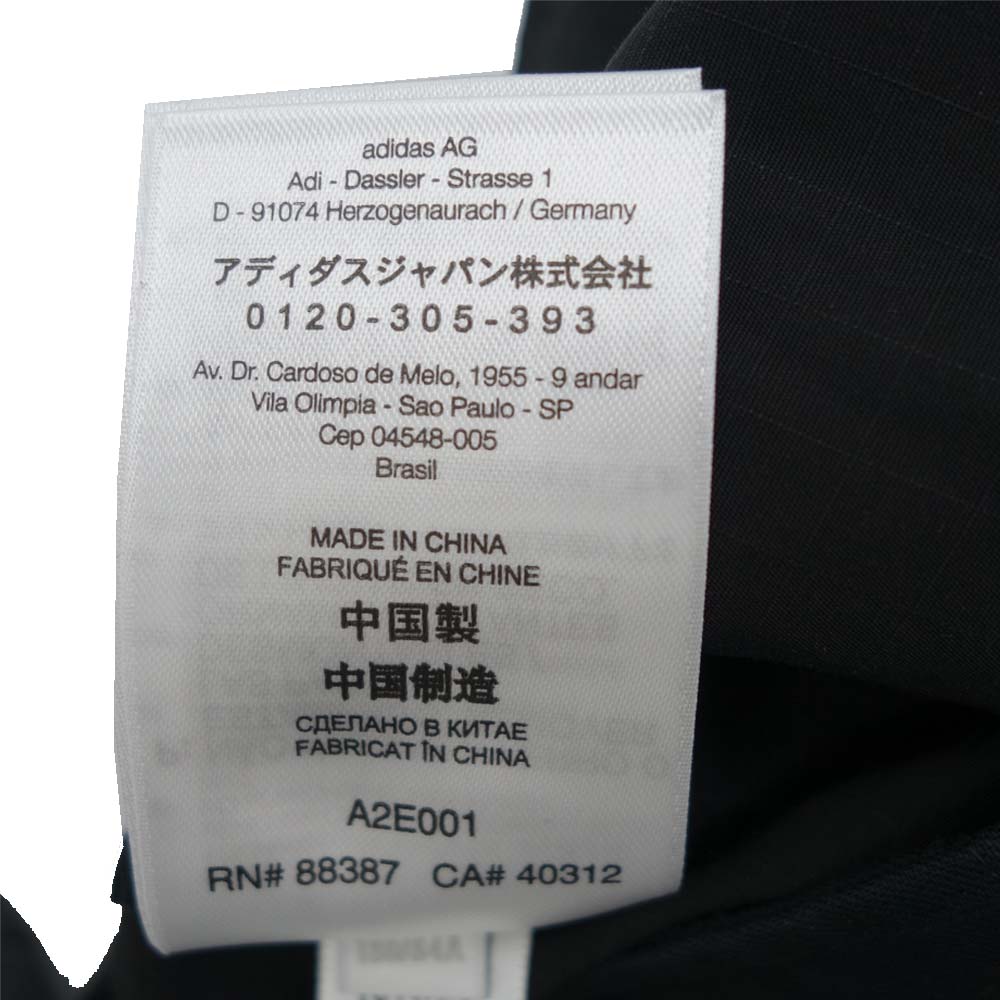 adidas AG
Adi - Dassler - Strasse 1
D - 91074 Herzogenaurach / Germany
アディダスジャパン株式会社
0120-305-393
Av. Dr. Cardoso de Melo, 1955 - 9 andar
Vila Olimpia - Sao Paulo - SP
Cep 04548-005
Brasil
MADE IN CHINA
FABRIQUÉ EN CHINE
中国製
中国制造
СДЕЛАНО В КИТАЕ
FABRICAT ÎN CHINA
A2E001
RN# 88387 CA# 40312